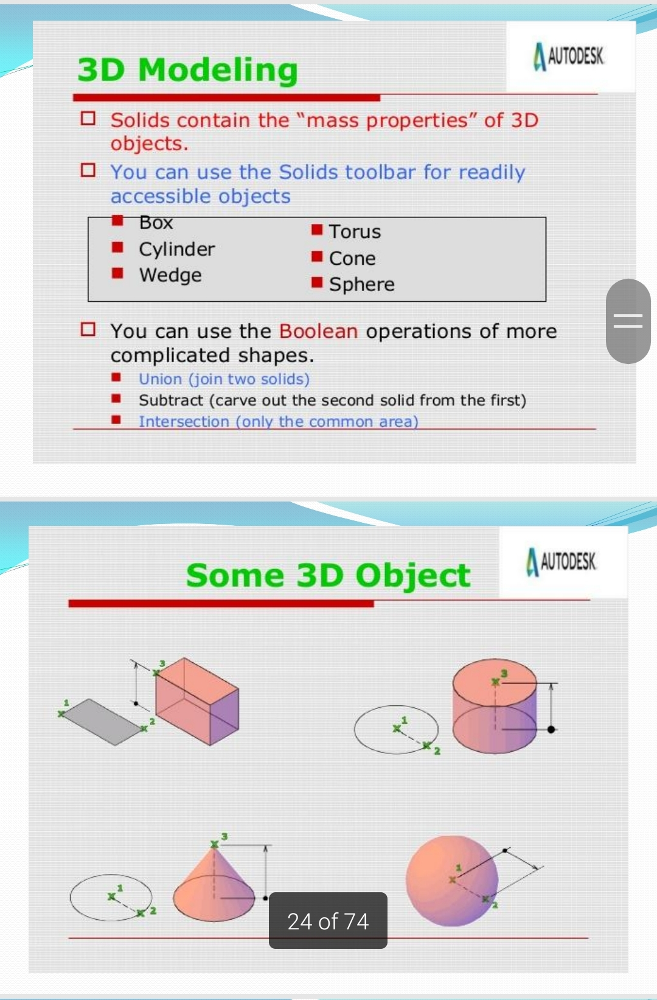 AUTODESK
3D Modeling
Solids contain the “mass properties” of 3D
objects.
You can use the Solids toolbar for readily
accessible objects
Box
Cylinder
Wedge
Torus
Cone
Sphere
You can use the Boolean operations of more
complicated shapes.
Union (join two solids)
Subtract (carve out the second solid from the first)
Intersection (only the common area)
AUTODESK
Some 3D Object
3
1
2
3
1
2
3
1
2
1
2
24 of 74